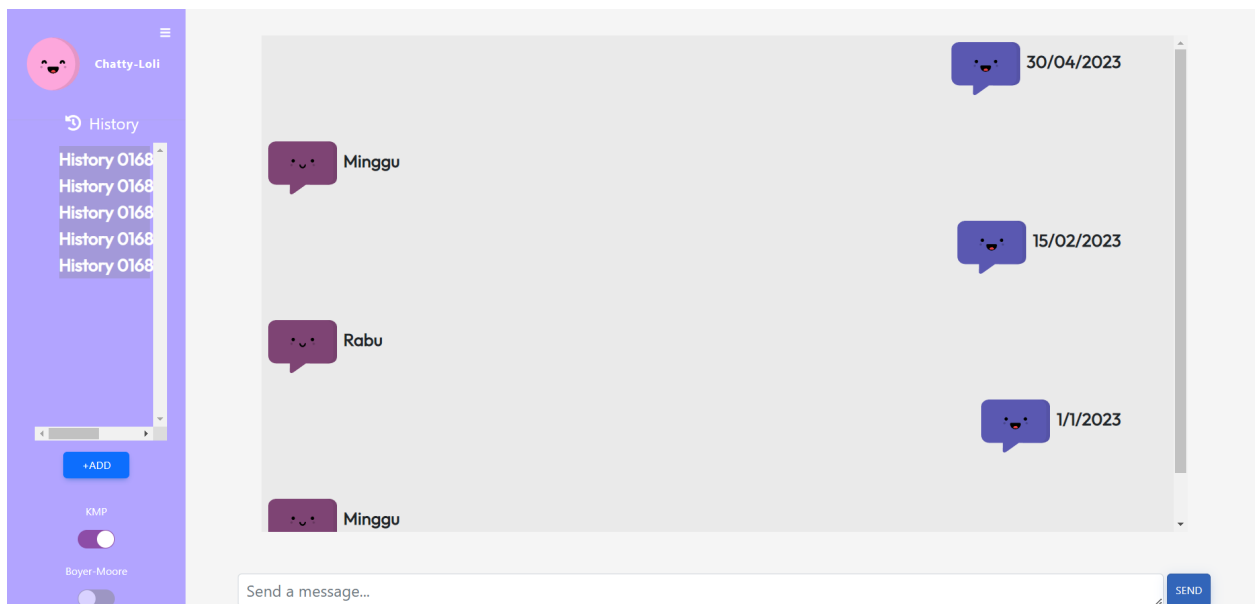 Chatty-Loli
History
History 0168
History 0168
History 0168
History 0168
History 0168
+ADD
KMP
Boyer-Moore
30/04/2023
Minggu
15/02/2023
Rabu
1/1/2023
Minggu
Send a message...
SEND